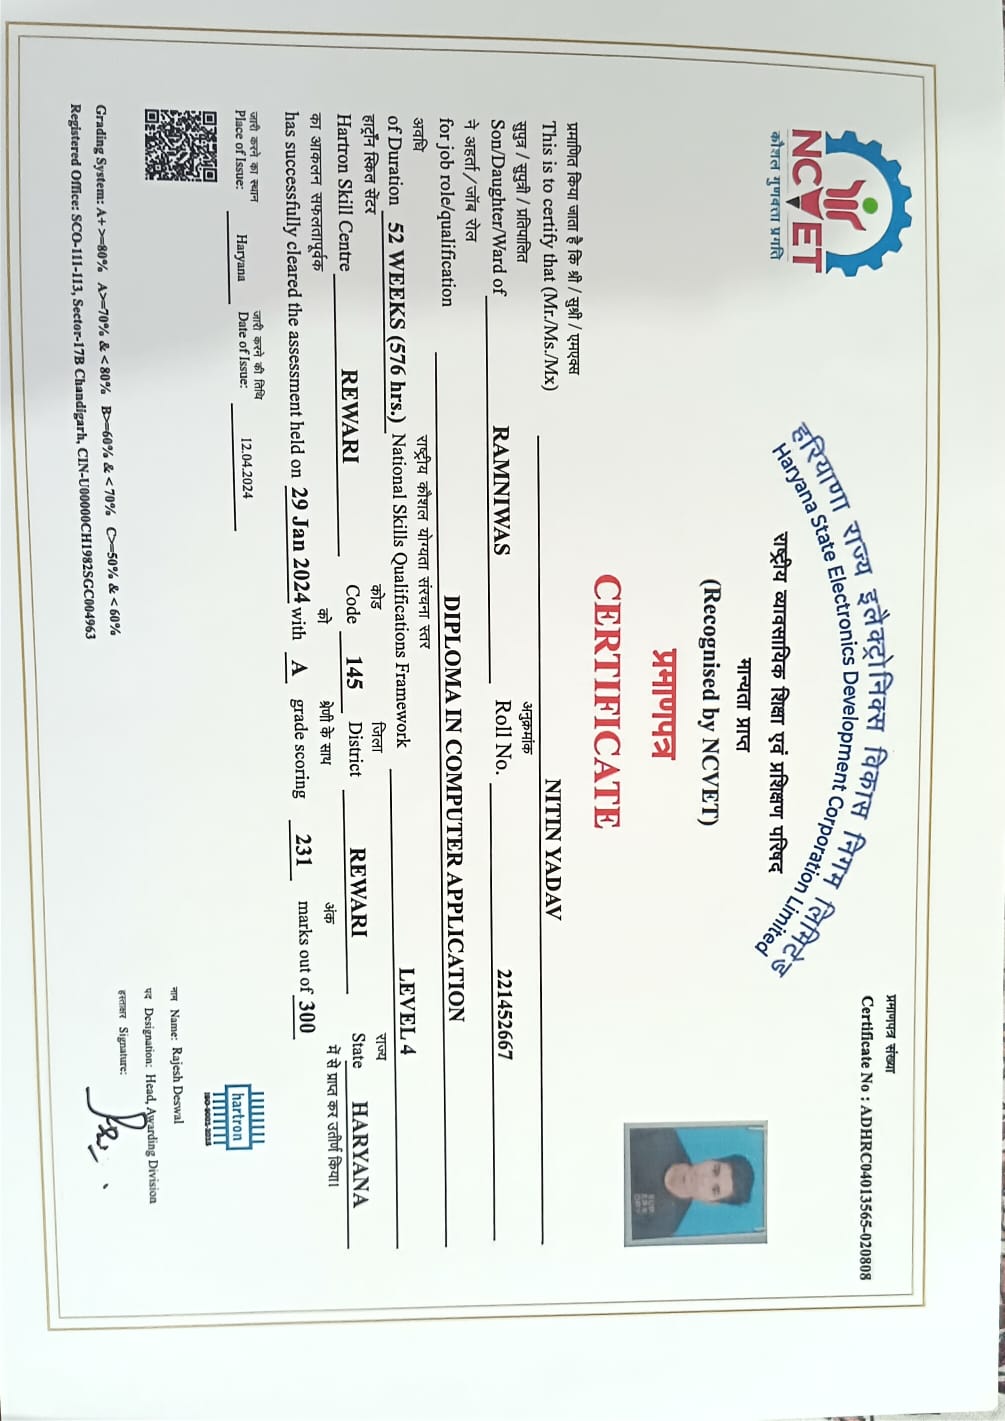 NCVET
कौशल गुणवत्ता प्रगति
हरियाणा राज्य इलैक्ट्रोनिक्स विकास निगम लिमिटेड
Haryana State Electronics Development Corporation Limited
प्रमाणपत्र संख्या
Certificate No : ADHRC04013565-020808
राष्ट्रीय व्यावसायिक शिक्षा एवं प्रशिक्षण परिषद
मान्यता प्राप्त
(Recognised by NCVET)
प्रमाणपत्र
CERTIFICATE
प्रमाणित किया जाता है कि श्री / सुश्री / एमएक्स
This is to certify that (Mr./Ms./Mx) NITIN YADAV
सुपुत्र / सुपुत्री / प्रतिपालित अनुक्रमांक
Son/Daughter/Ward of RAMNIWAS Roll No. 221452667
ने अहर्ता / जॉब रोल
for job role/qualification DIPLOMA IN COMPUTER APPLICATION
अवधि राष्ट्रीय कौशल योग्यता संरचना स्तर
of Duration 52 WEEKS (576 hrs.) National Skills Qualifications Framework LEVEL 4
हार्ट्रॉन स्किल सेंटर कोड जिला राज्य
Hartron Skill Centre REWARI Code 145 District REWARI State HARYANA
का आकलन सफलतापूर्वक को श्रेणी के साथ अंक में से प्राप्त कर उतीर्ण किया।
has successfully cleared the assessment held on 29 Jan 2024 with A grade scoring 231 marks out of 300
जारी करने का स्थान जारी करने की तिथि
Place of Issue: Haryana Date of Issue: 12.04.2024
hartron
ISO-9001-2015
नाम Name: Rajesh Deswal
पद Designation: Head, Awarding Division
हस्ताक्षर Signature:
Grading System: A+ >=80% A>=70% & <80% B>=60% & <70% C>=50% & <60%
Registered Office: SCO-111-113, Sector-17B Chandigarh, CIN-U00000CH1982SGC004963